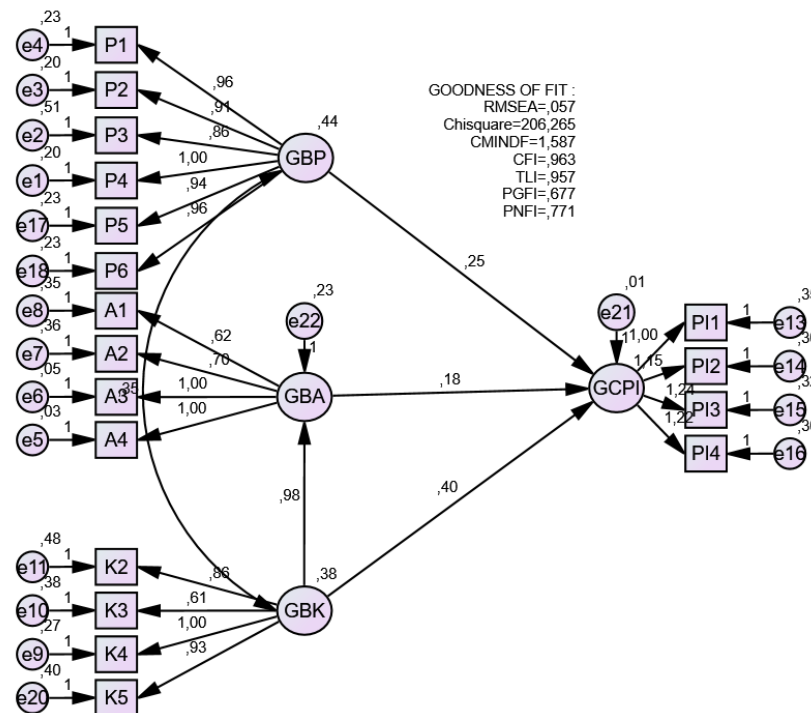 ,23
e4 1 P1
,20
e3 1 P2
,51
e2 1 P3
,20
e1 1 P4
,23
e17 1 P5
,23
e18 1 P6
,35
e8 1 A1
,36
e7 1 A2
,05
e6 1 A3
,03
e5 1 A4
,48
e11 1 K2
,38
e10 1 K3
,27
e9 1 K4
,40
e20 1 K5
,96
,91
,86
1,00
,94
,96
,44
GBP
,35
,23
e22
1
,62
,70
1,00
1,00
GBA
,98
,86
,61
1,00
,93
,38
GBK
GOODNESS OF FIT :
RMSEA=,057
Chisquare=206,265
CMINDF=1,587
CFI=,963
TLI=,957
PGFI=,677
PNFI=,771
,25
,18
,40
,01
e21
1
GCPI
1,00
1,15
1,24
1,22
PI1 1 e13
PI2 1 e14
PI3 1 e15
PI4 1 e16